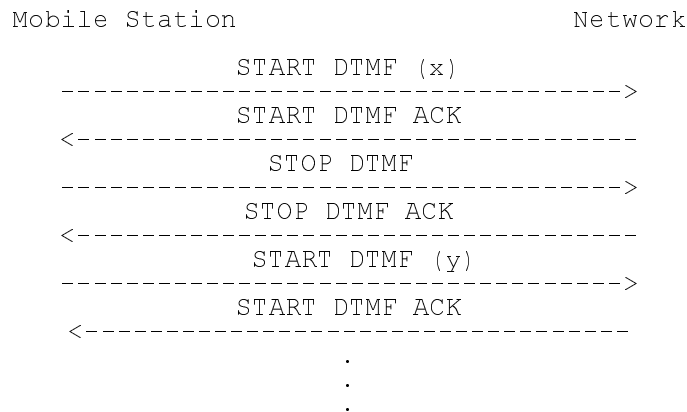 Mobile Station Network
START DTMF (x)
----------------------------------->
START DTMF ACK
<-----------------------------------
STOP DTMF
----------------------------------->
STOP DTMF ACK
<-----------------------------------
START DTMF (y)
----------------------------------->
START DTMF ACK
<----------------------------------
.
.
.